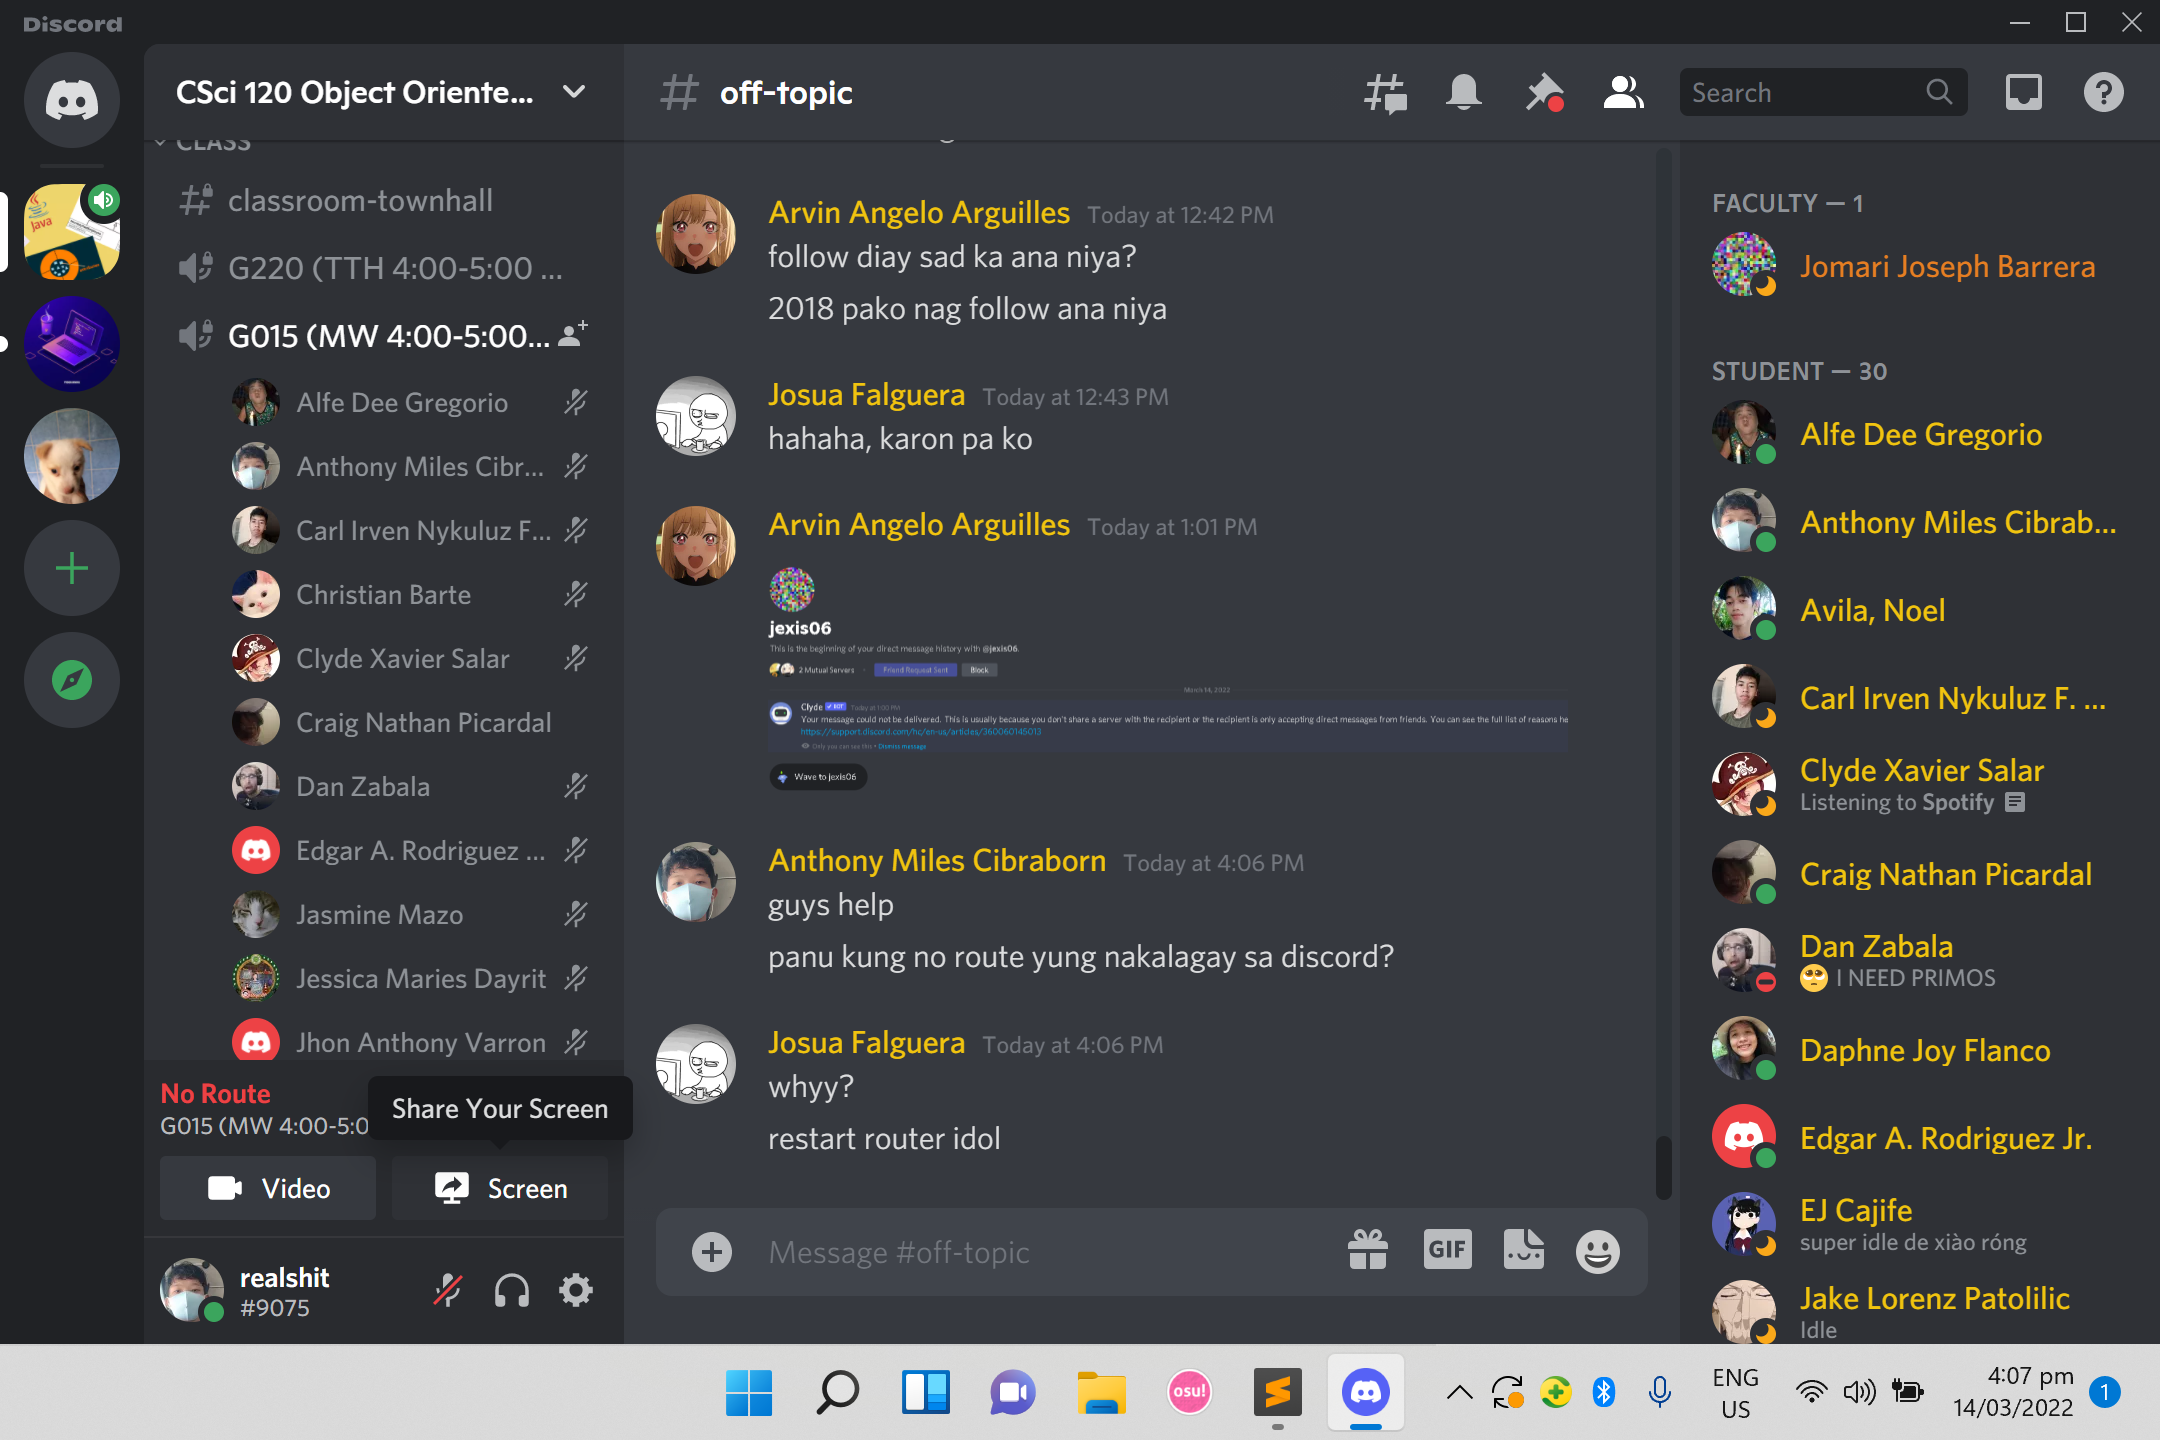 Discord
CSci 120 Object Oriente...
off-topic
Search
CLASS
classroom-townhall
G220 (TTH 4:00-5:00 ...
G015 (MW 4:00-5:00...
Alfe Dee Gregorio
Anthony Miles Cibr...
Carl Irven Nykuluz F...
Christian Barte
Clyde Xavier Salar
Craig Nathan Picardal
Dan Zabala
Edgar A. Rodriguez ...
Jasmine Mazo
Jessica Maries Dayrit
Jhon Anthony Varron
No Route
G015 (MW 4:00-5:0
Share Your Screen
Video
Screen
realshit
#9075
Arvin Angelo Arguilles Today at 12:42 PM
follow diay sad ka ana niya?
2018 pako nag follow ana niya
Josua Falguera Today at 12:43 PM
hahaha, karon pa ko
Arvin Angelo Arguilles Today at 1:01 PM
jexis06
This is the beginning of your direct message history with @jexis06.
2 Mutual Servers Friend Request Sent Block
March 14, 2022
Clyde BOT Today at 1:00 PM
Your message could not be delivered. This is usually because you don't share a server with the recipient or the recipient is only accepting direct messages from friends. You can see the full list of reasons he
https://support.discord.com/hc/en-us/articles/360060145013
Only you can see this • Dismiss message
Wave to jexis06
Anthony Miles Cibraborn Today at 4:06 PM
guys help
panu kung no route yung nakalagay sa discord?
Josua Falguera Today at 4:06 PM
whyy?
restart router idol
Message #off-topic
GIF
FACULTY — 1
Jomari Joseph Barrera
STUDENT — 30
Alfe Dee Gregorio
Anthony Miles Cibrab...
Avila, Noel
Carl Irven Nykuluz F. ...
Clyde Xavier Salar
Listening to Spotify
Craig Nathan Picardal
Dan Zabala
I NEED PRIMOS
Daphne Joy Flanco
Edgar A. Rodriguez Jr.
EJ Cajife
super idle de xiào róng
Jake Lorenz Patolilic
Idle
Java
osu!
ENG
US
4:07 pm
14/03/2022
1